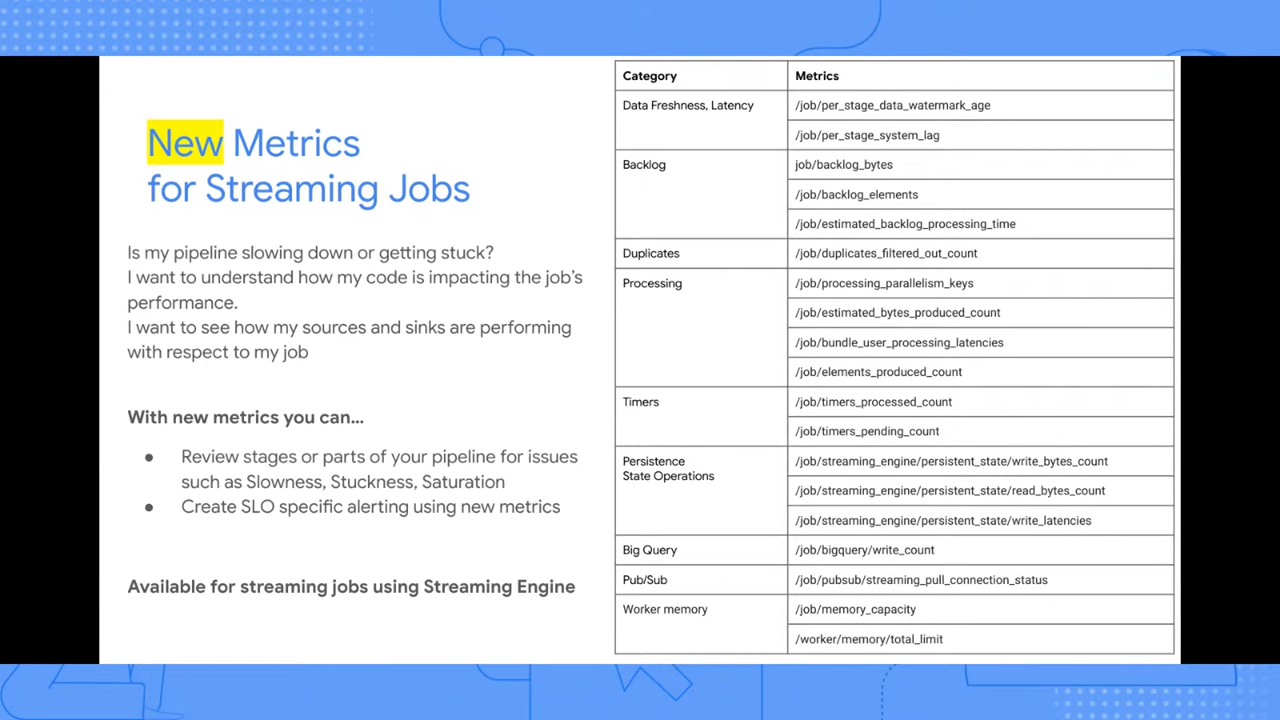 New Metrics
for Streaming Jobs
Is my pipeline slowing down or getting stuck?
I want to understand how my code is impacting the job's
performance.
I want to see how my sources and sinks are performing
with respect to my job
With new metrics you can...
● Review stages or parts of your pipeline for issues
such as Slowness, Stuckness, Saturation
● Create SLO specific alerting using new metrics
Available for streaming jobs using Streaming Engine
Category Metrics
Data Freshness, Latency /job/per_stage_data_watermark_age
/job/per_stage_system_lag
Backlog job/backlog_bytes
/job/backlog_elements
/job/estimated_backlog_processing_time
Duplicates /job/duplicates_filtered_out_count
Processing /job/processing_parallelism_keys
/job/estimated_bytes_produced_count
/job/bundle_user_processing_latencies
/job/elements_produced_count
Timers /job/timers_processed_count
/job/timers_pending_count
Persistence /job/streaming_engine/persistent_state/write_bytes_count
State Operations
/job/streaming_engine/persistent_state/read_bytes_count
/job/streaming_engine/persistent_state/write_latencies
Big Query /job/bigquery/write_count
Pub/Sub /job/pubsub/streaming_pull_connection_status
Worker memory /job/memory_capacity
/worker/memory/total_limit